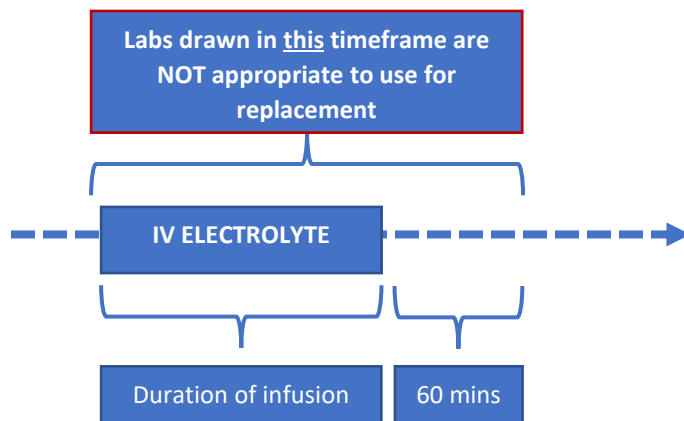 Labs drawn in this timeframe are
NOT appropriate to use for
replacement
IV ELECTROLYTE
Duration of infusion
60 mins